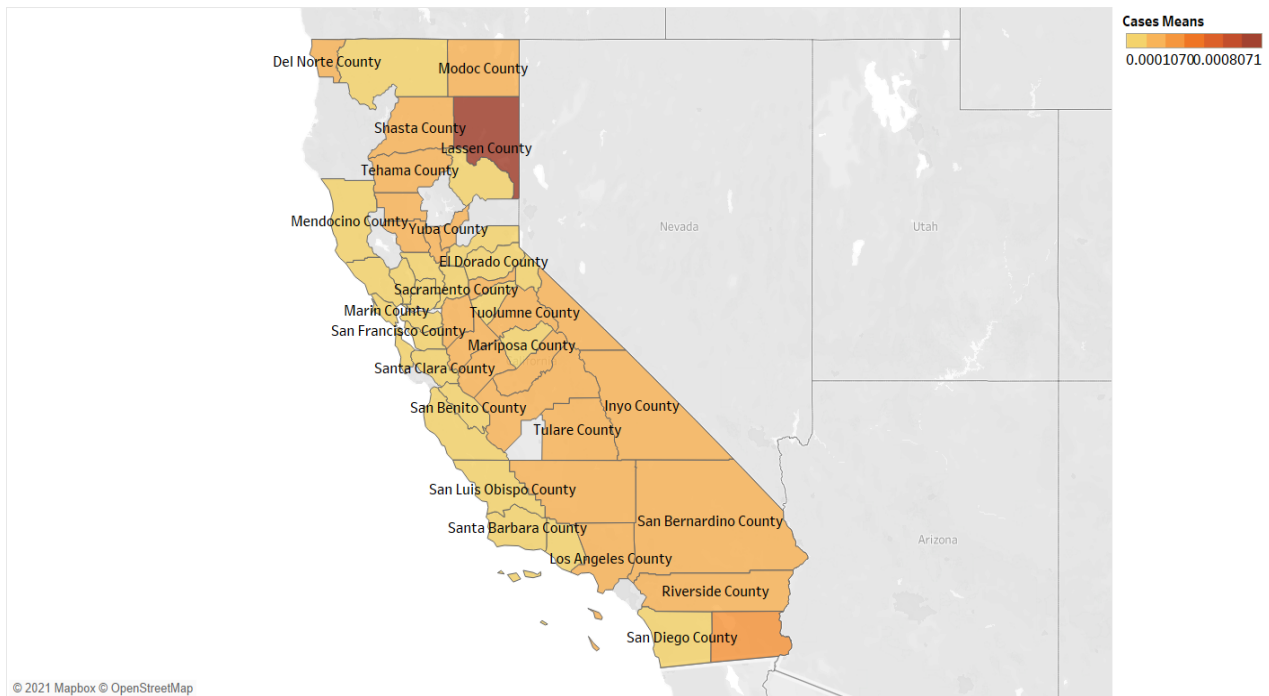 Cases Means
0.0001070
0.0008071
Del Norte County
Modoc County
Shasta County
Lassen County
Tehama County
Mendocino County
Yuba County
Nevada
Utah
El Dorado County
Sacramento County
Marin County
Tuolumne County
San Francisco County
Mariposa County
Santa Clara County
San Benito County
Inyo County
Tulare County
San Luis Obispo County
San Bernardino County
Santa Barbara County
Arizona
Los Angeles County
Riverside County
San Diego County
© 2021 Mapbox © OpenStreetMap